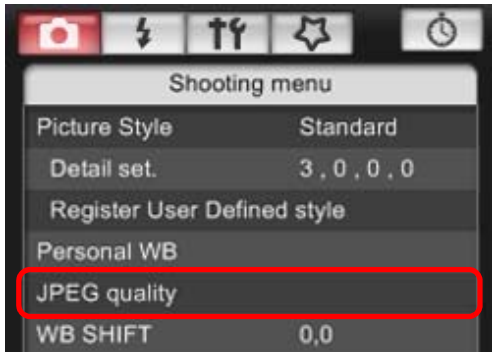 Shooting menu
Picture Style Standard
Detail set. 3 , 0 , 0 , 0
Register User Defined style
Personal WB
JPEG quality
WB SHIFT 0,0